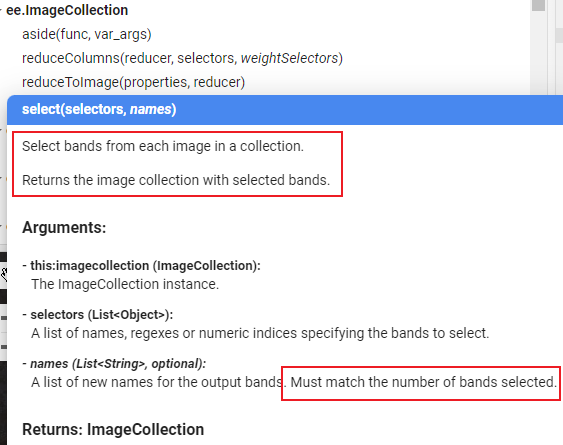 ee.ImageCollection
aside(func, var_args)
reduceColumns(reducer, selectors, weightSelectors)
reduceToImage(properties, reducer)
select(selectors, names)
Select bands from each image in a collection.
Returns the image collection with selected bands.
Arguments:
- this:imagecollection (ImageCollection):
The ImageCollection instance.
- selectors (List<Object>):
A list of names, regexes or numeric indices specifying the bands to select.
- names (List<String>, optional):
A list of new names for the output bands. Must match the number of bands selected.
Returns: ImageCollection